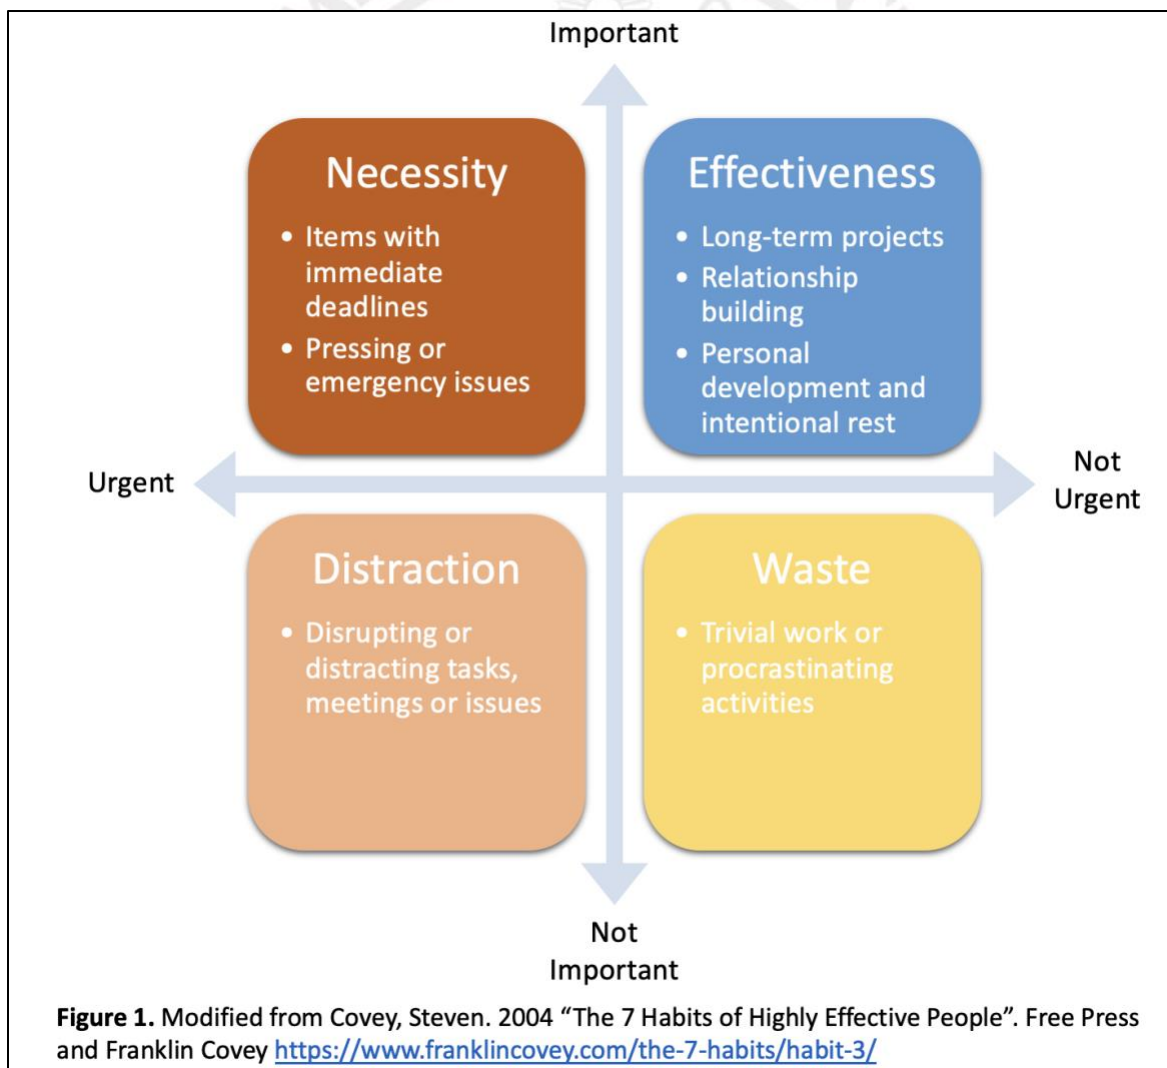 Important
Necessity
• Items with
immediate
deadlines
• Pressing or
emergency issues
Effectiveness
• Long-term projects
• Relationship
building
• Personal
development and
intentional rest
Urgent
Not
Urgent
Distraction
• Disrupting or
distracting tasks,
meetings or issues
Waste
• Trivial work or
procrastinating
activities
Not
Important
Figure 1. Modified from Covey, Steven. 2004 “The 7 Habits of Highly Effective People”. Free Press
and Franklin Covey https://www.franklincovey.com/the-7-habits/habit-3/